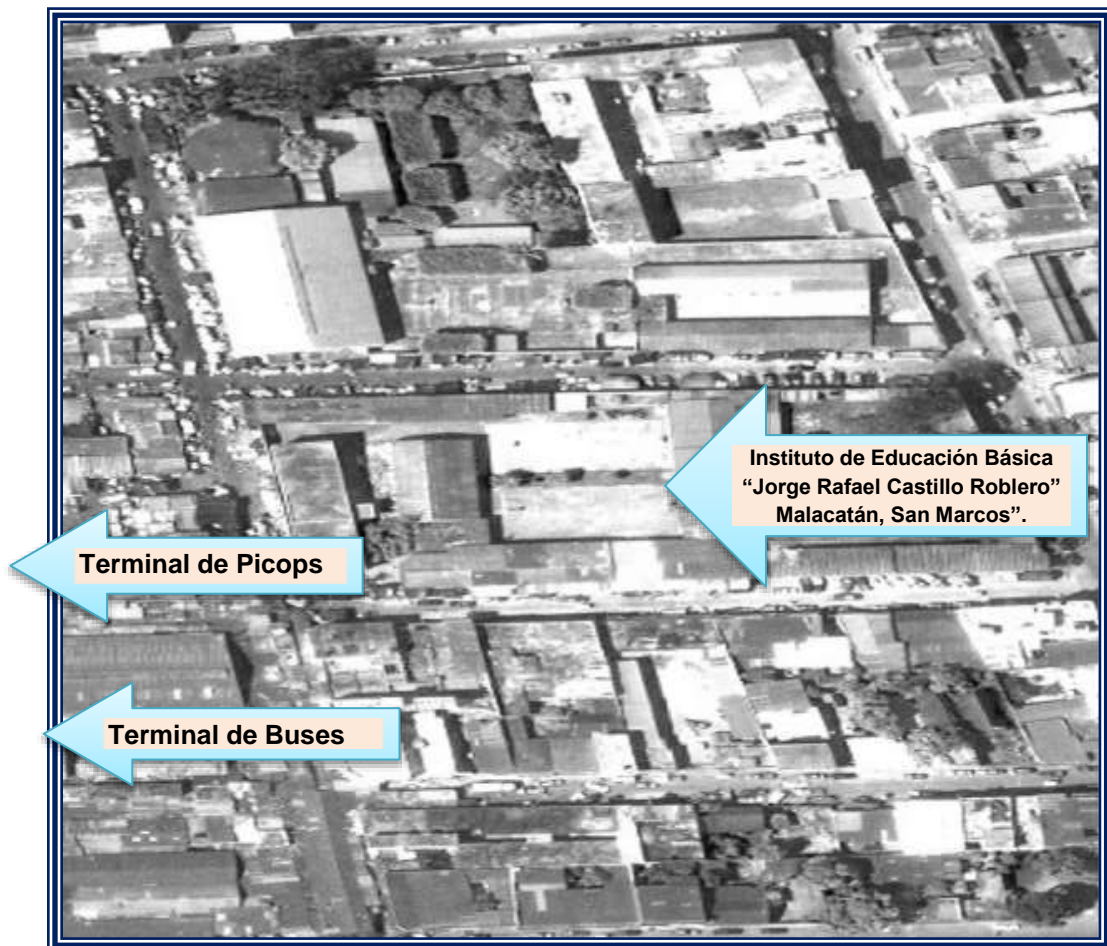 Instituto de Educación Básica
“Jorge Rafael Castillo Roblero”
Malacatán, San Marcos”.
Terminal de Picops
Terminal de Buses